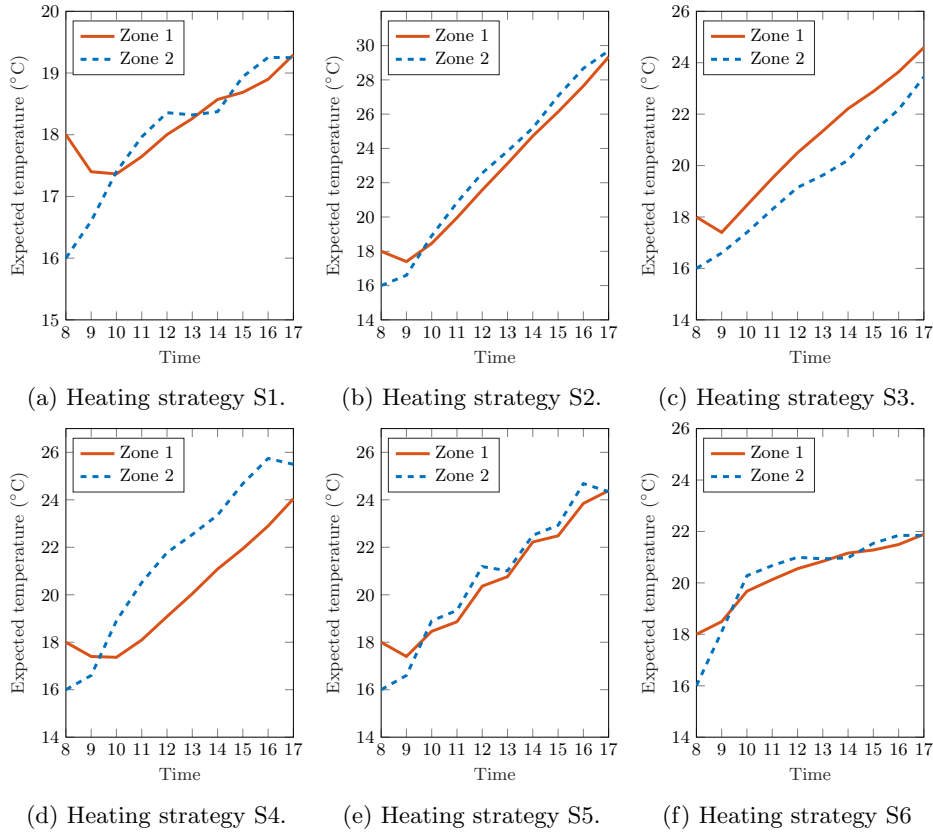 20
19
18
17
16
15
8 9 10 11 12 13 14 15 16 17
Time
Expected temperature (°C)
Zone 1
Zone 2
(a) Heating strategy S1.
30
28
26
24
22
20
18
16
14
8 9 10 11 12 13 14 15 16 17
Time
Expected temperature (°C)
Zone 1
Zone 2
(b) Heating strategy S2.
26
24
22
20
18
16
14
8 9 10 11 12 13 14 15 16 17
Time
Expected temperature (°C)
Zone 1
Zone 2
(c) Heating strategy S3.
26
24
22
20
18
16
14
8 9 10 11 12 13 14 15 16 17
Time
Expected temperature (°C)
Zone 1
Zone 2
(d) Heating strategy S4.
26
24
22
20
18
16
14
8 9 10 11 12 13 14 15 16 17
Time
Expected temperature (°C)
Zone 1
Zone 2
(e) Heating strategy S5.
26
24
22
20
18
16
14
8 9 10 11 12 13 14 15 16 17
Time
Expected temperature (°C)
Zone 1
Zone 2
(f) Heating strategy S6